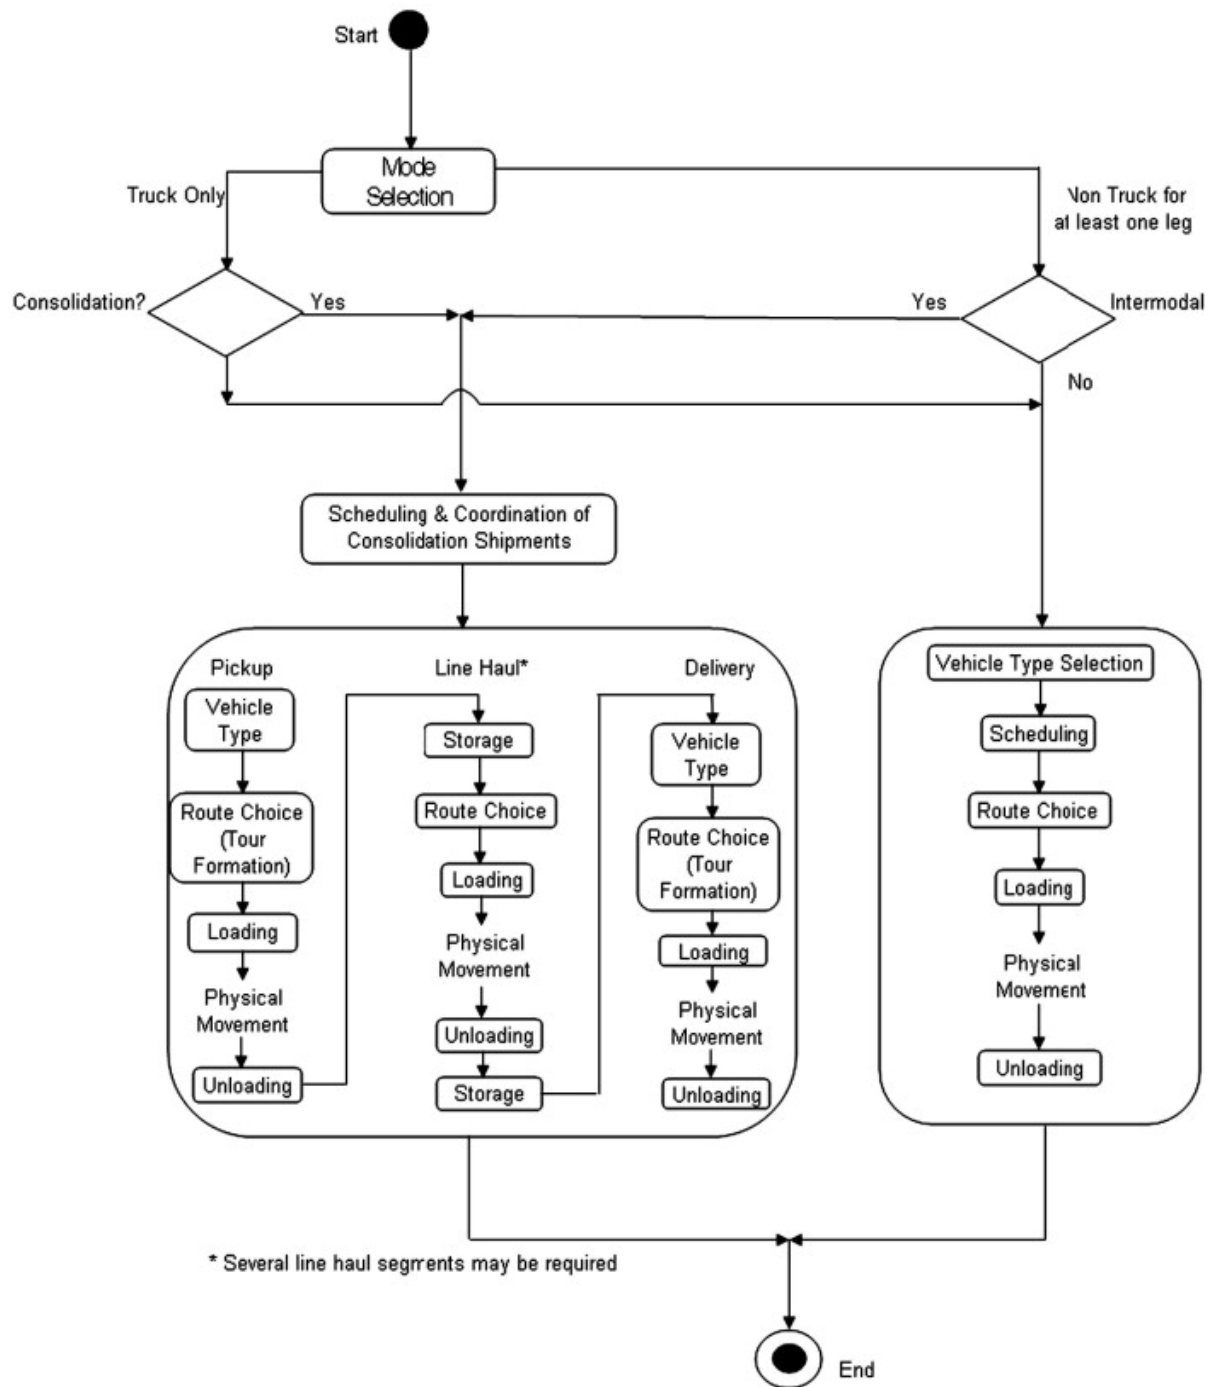 Start
Mode
Selection
Truck Only
Non Truck for
at least one leg
Consolidation?
Yes
Yes
Intermodal
No
Scheduling & Coordination of
Consolidation Shipments
Pickup
Vehicle
Type
Route Choice
(Tour
Formation)
Loading
Physical
Movement
Unloading
Line Haul*
Storage
Route Choice
Loading
Physical
Movement
Unloading
Storage
Delivery
Vehicle
Type
Route Choice
(Tour
Formation)
Loading
Physical
Movement
Unloading
Vehicle Type Selection
Scheduling
Route Choice
Loading
Physical
Movement
Unloading
* Several line haul segments may be required
End